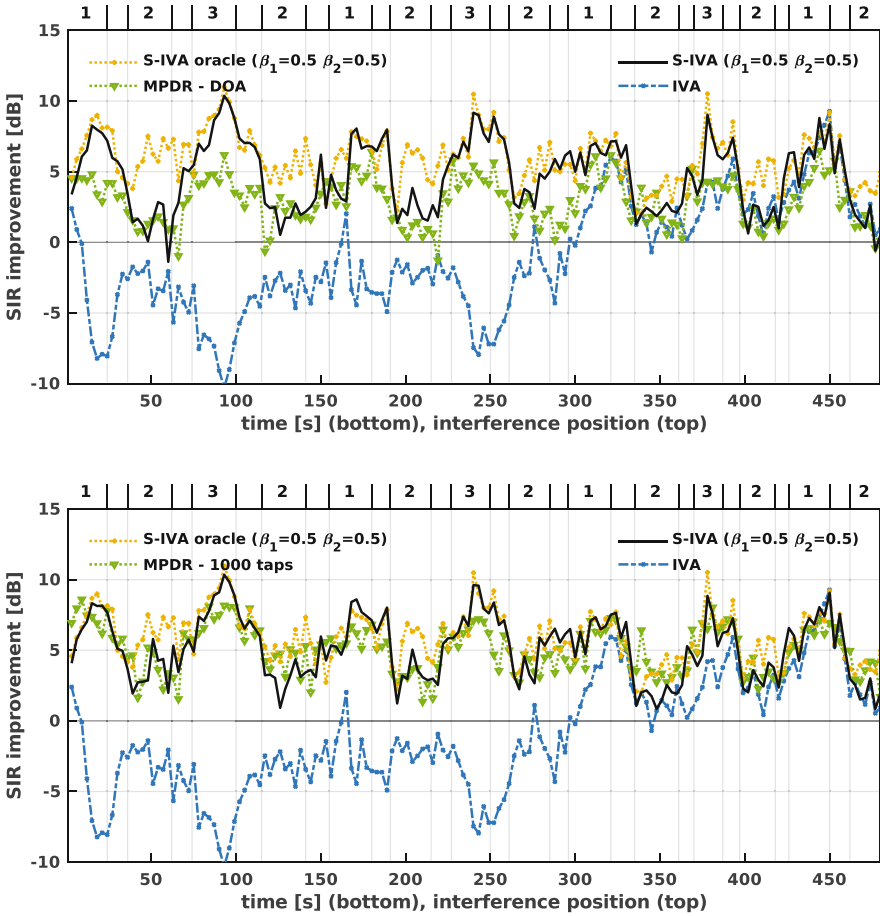 1 2 3 2 1 2 3 2 1 2 3 2 1 2
15
10
5
0
-5
-10
SIR improvement [dB]
S-IVA oracle (β1=0.5 β2=0.5)
MPDR - DOA
S-IVA (β1=0.5 β2=0.5)
IVA
50 100 150 200 250 300 350 400 450
time [s] (bottom), interference position (top)
1 2 3 2 1 2 3 2 1 2 3 2 1 2
15
10
5
0
-5
-10
SIR improvement [dB]
S-IVA oracle (β1=0.5 β2=0.5)
MPDR - 1000 taps
S-IVA (β1=0.5 β2=0.5)
IVA
50 100 150 200 250 300 350 400 450
time [s] (bottom), interference position (top)